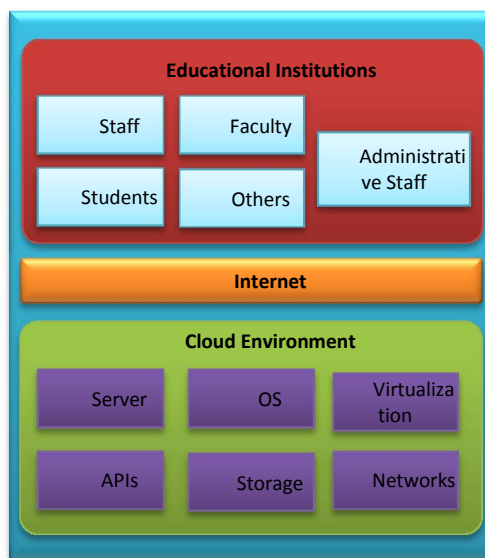 Educational Institutions
Staff
Faculty
Administrati
ve Staff
Students
Others
Internet
Cloud Environment
Server
OS
Virtualiza
tion
APIs
Storage
Networks